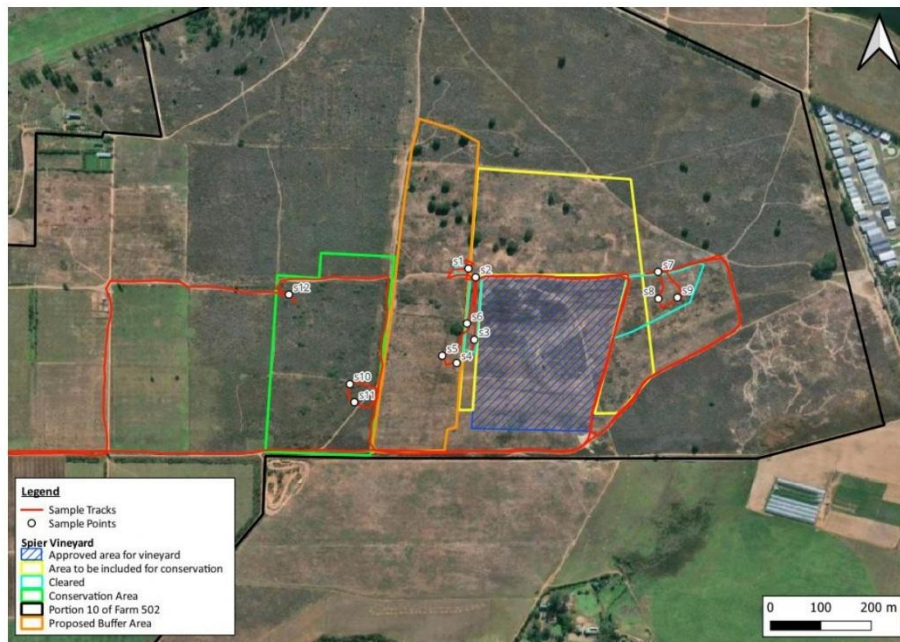 s1
s2
s7
s12
s8
s9
s6
s3
s5
s4
s10
s11
Legend
Sample Tracks
Sample Points
Spier Vineyard
Approved area for vineyard
Area to be included for conservation
Cleared
Conservation Area
Portion 10 of Farm 502
Proposed Buffer Area
0 100 200 m